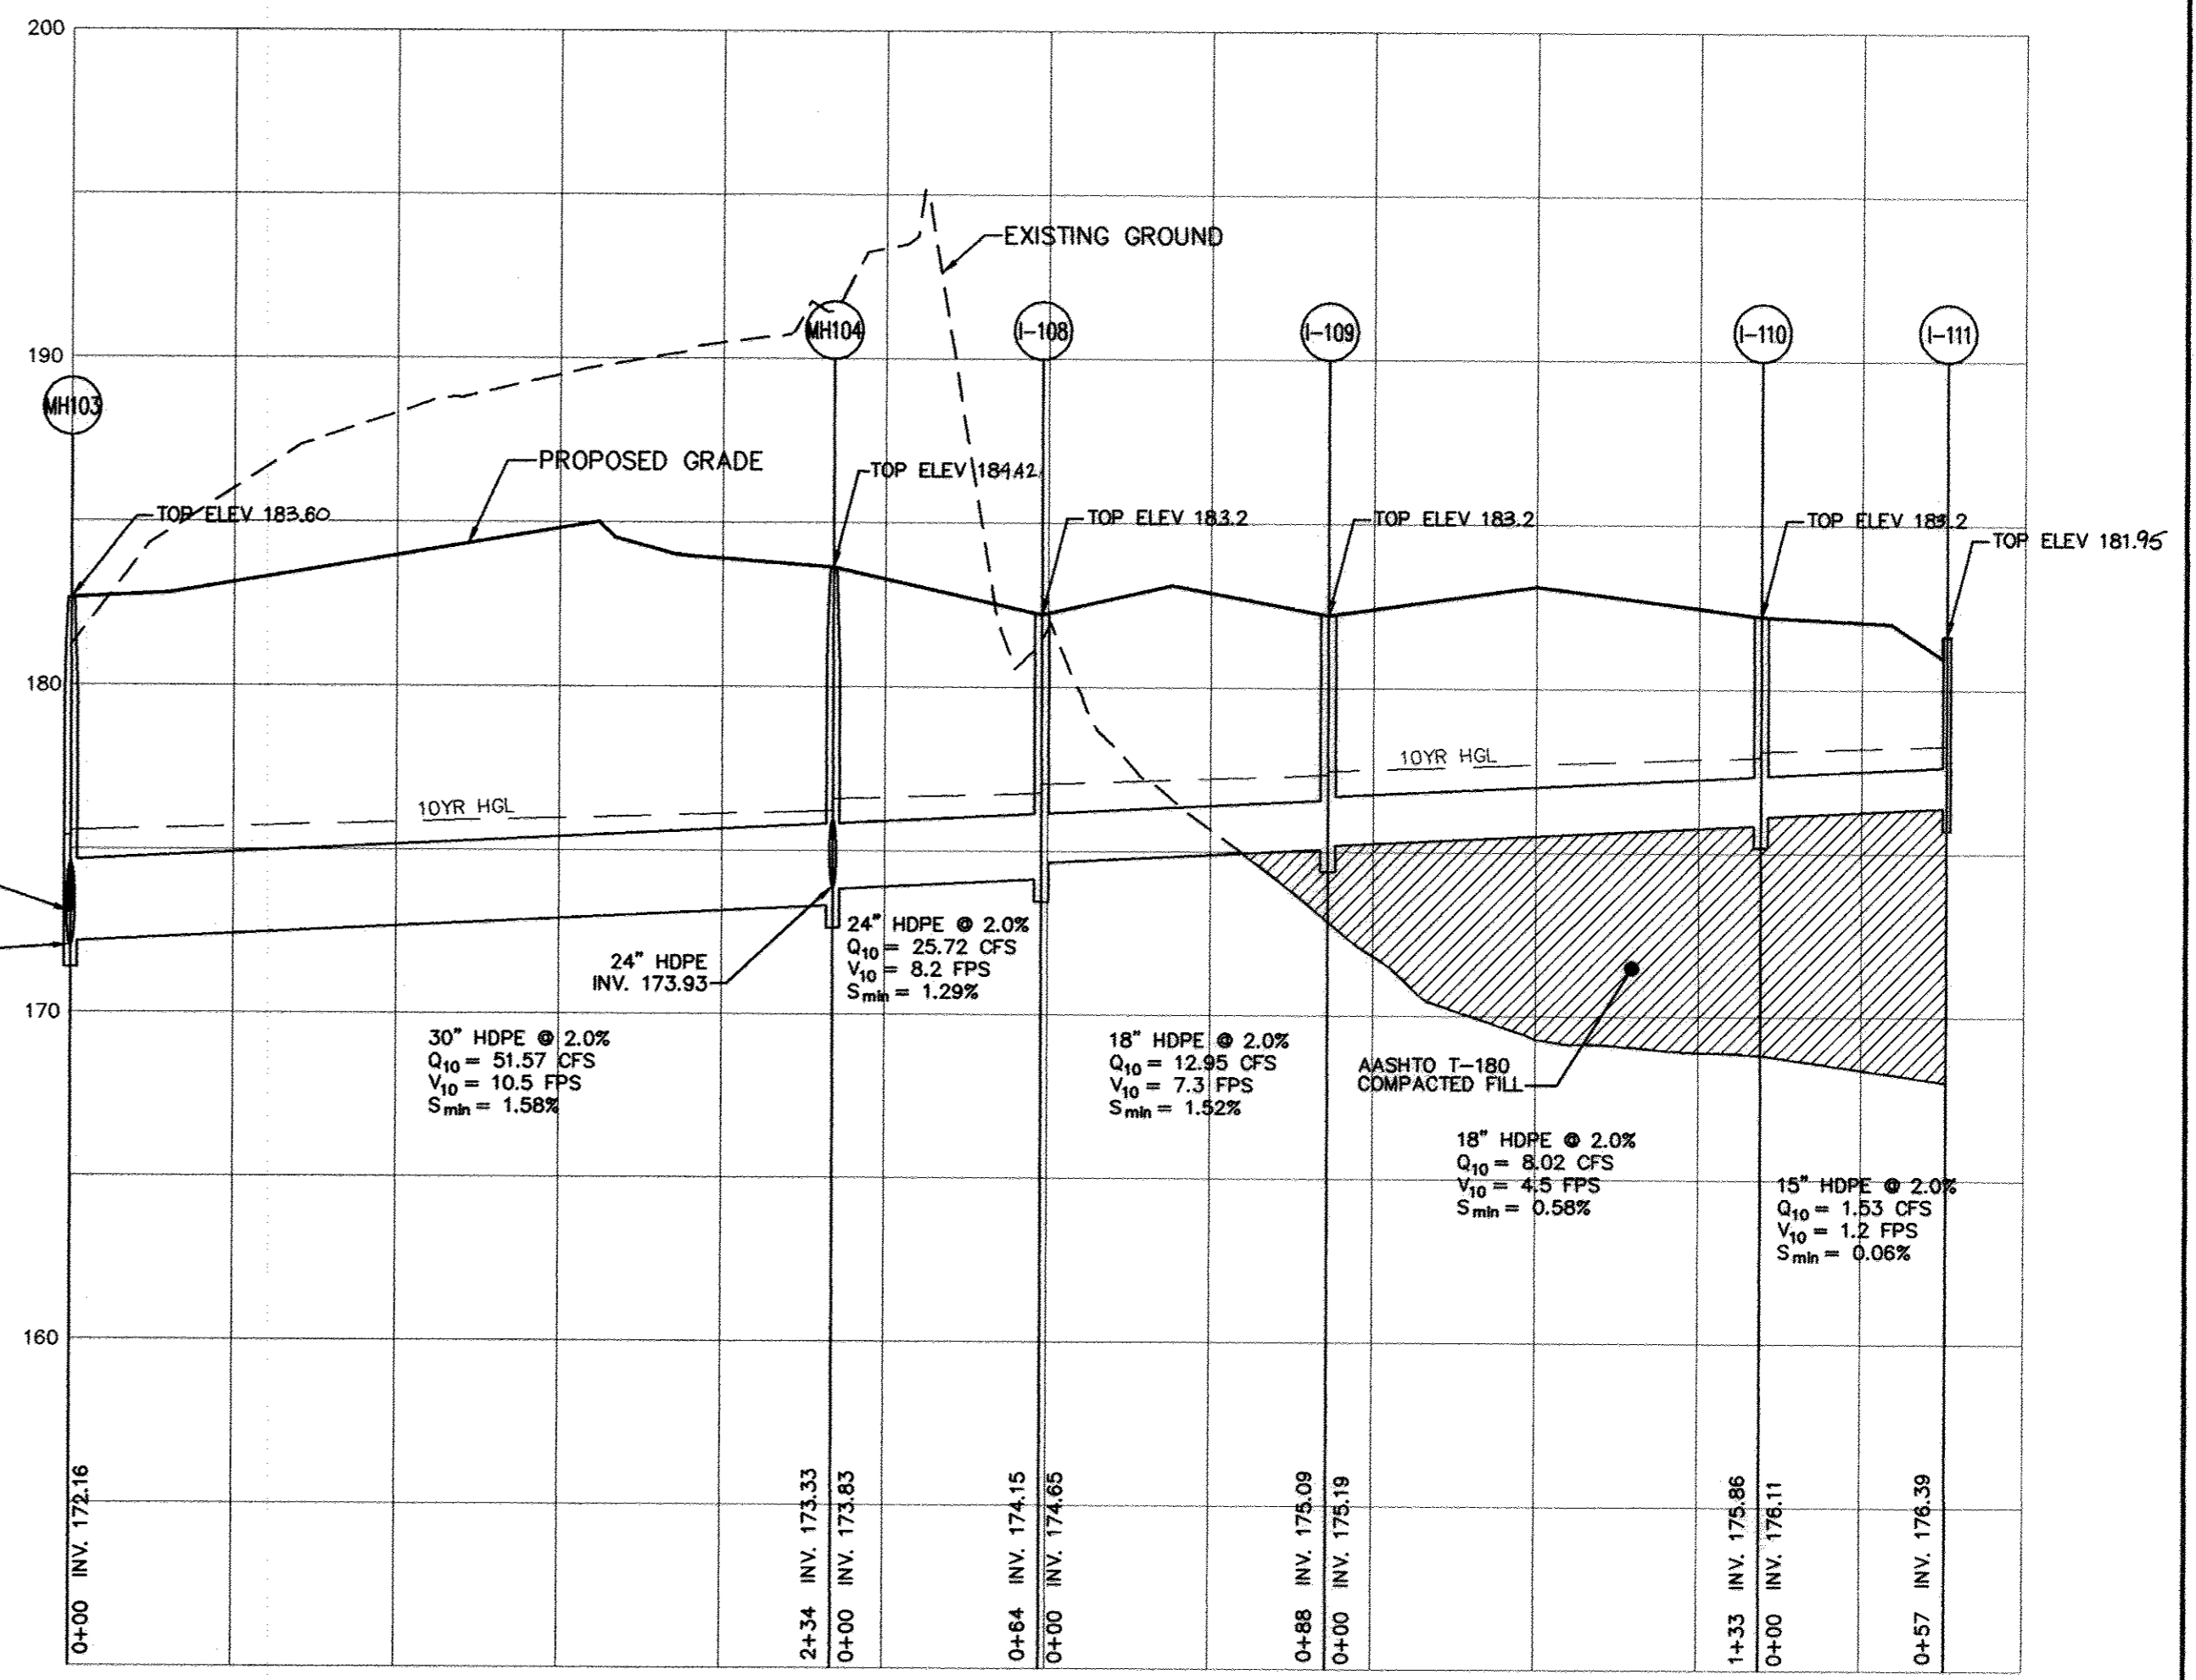 200
EXISTING GROUND
MH104
I-108
I-109
I-110
I-111
190
MH103
PROPOSED GRADE
TOP ELEV 184.42
TOP ELEV 183.60
TOP ELEV 183.2
TOP ELEV 183.2
TOP ELEV 183.2
TOP ELEV 181.95
180
10YR HGL
10YR HGL
24" HDPE
INV. 173.93
24" HDPE @ 2.0%
Q10 = 25.72 CFS
V10 = 8.2 FPS
Smin = 1.29%
170
30" HDPE @ 2.0%
Q10 = 51.57 CFS
V10 = 10.5 FPS
Smin = 1.58%
18" HDPE @ 2.0%
Q10 = 12.95 CFS
V10 = 7.3 FPS
Smin = 1.52%
AASHTO T-180
COMPACTED FILL
18" HDPE @ 2.0%
Q10 = 8.02 CFS
V10 = 4.5 FPS
Smin = 0.58%
15" HDPE @ 2.0%
Q10 = 1.53 CFS
V10 = 1.2 FPS
Smin = 0.06%
160
0+00 INV. 172.16
2+34 INV. 173.33
0+00 INV. 173.83
0+64 INV. 174.15
0+00 INV. 174.65
0+88 INV. 175.09
0+00 INV. 175.19
1+33 INV. 175.86
0+00 INV. 176.11
0+57 INV. 176.39